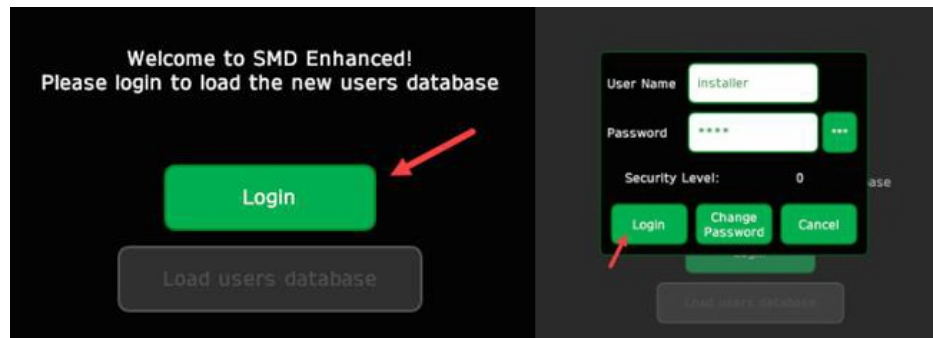 Welcome to SMD Enhanced!
Please login to load the new users database
Login
Load users database
User Name
installer
Password
****
***
Security Level:
0
ase
Login
Change
Password
Cancel
Load users database